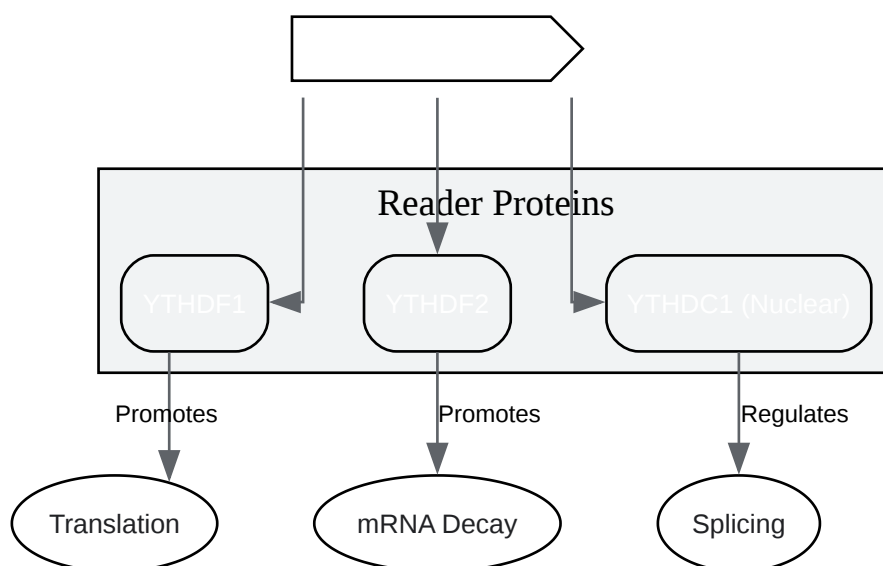 Reader Proteins
YTHDF1
YTHDF2
YTHDC1 (Nuclear)
Promotes
Promotes
Regulates
Translation
mRNA Decay
Splicing